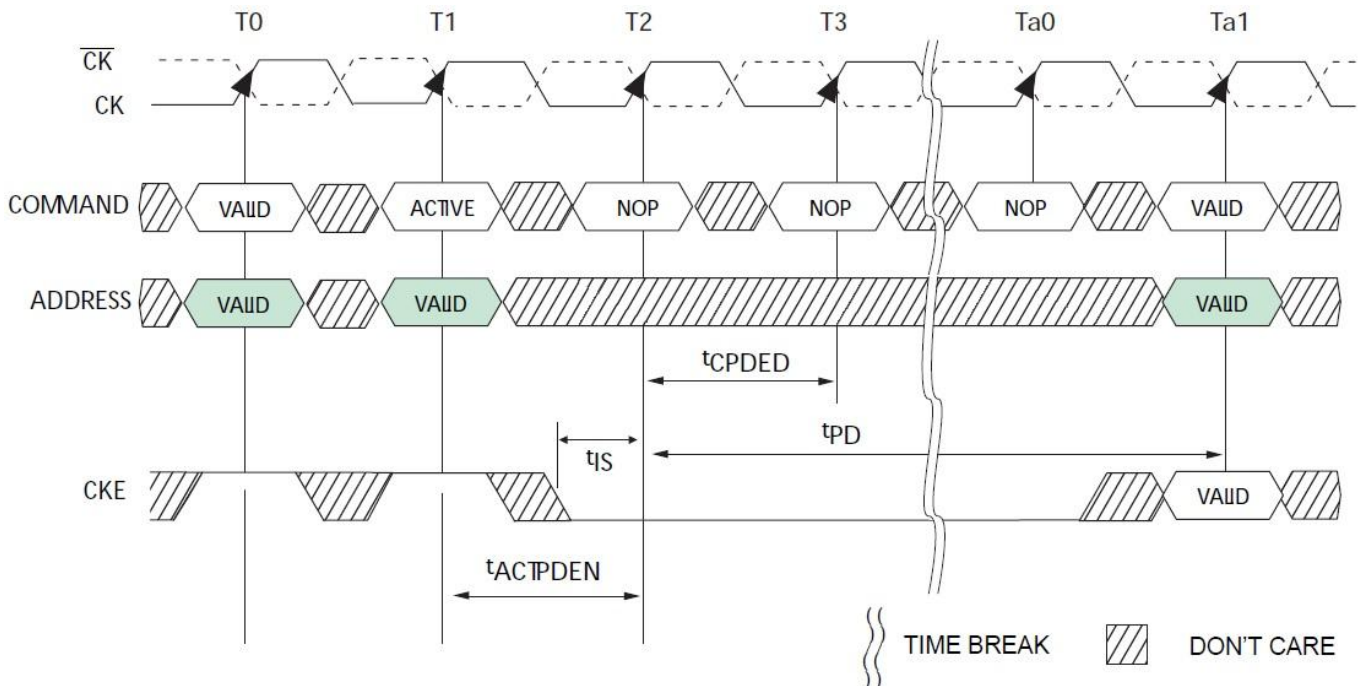 T0 T1 T2 T3 Ta0 Ta1
CK
CK
COMMAND VALID ACTIVE NOP NOP NOP VALID
ADDRESS VALID VALID VALID
tCPDED
tPD
tIS
CKE VALID
tACTPDEN
TIME BREAK DON'T CARE